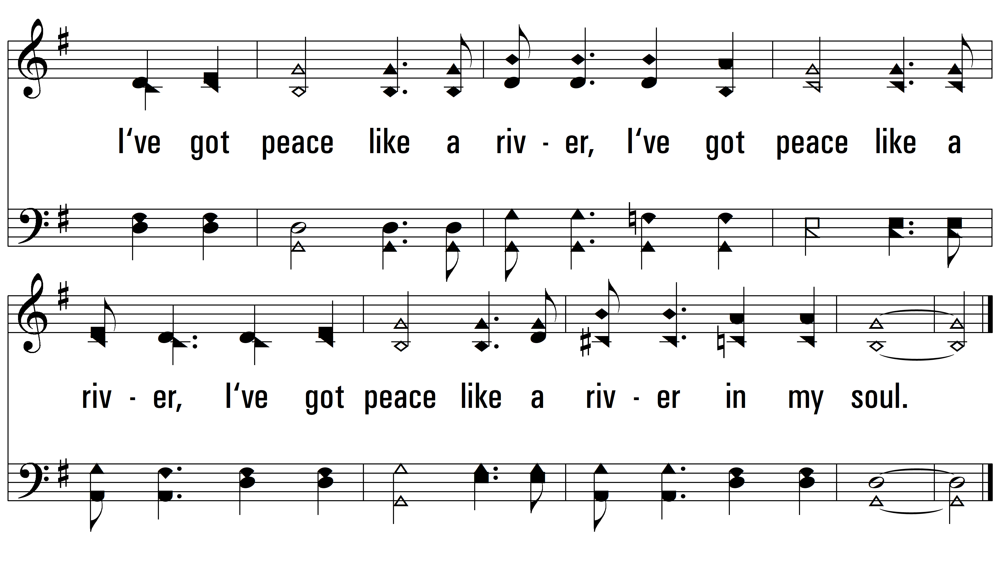 I‘ve got peace like a riv - er, I‘ve got peace like a
riv - er, I‘ve got peace like a riv - er in my soul.